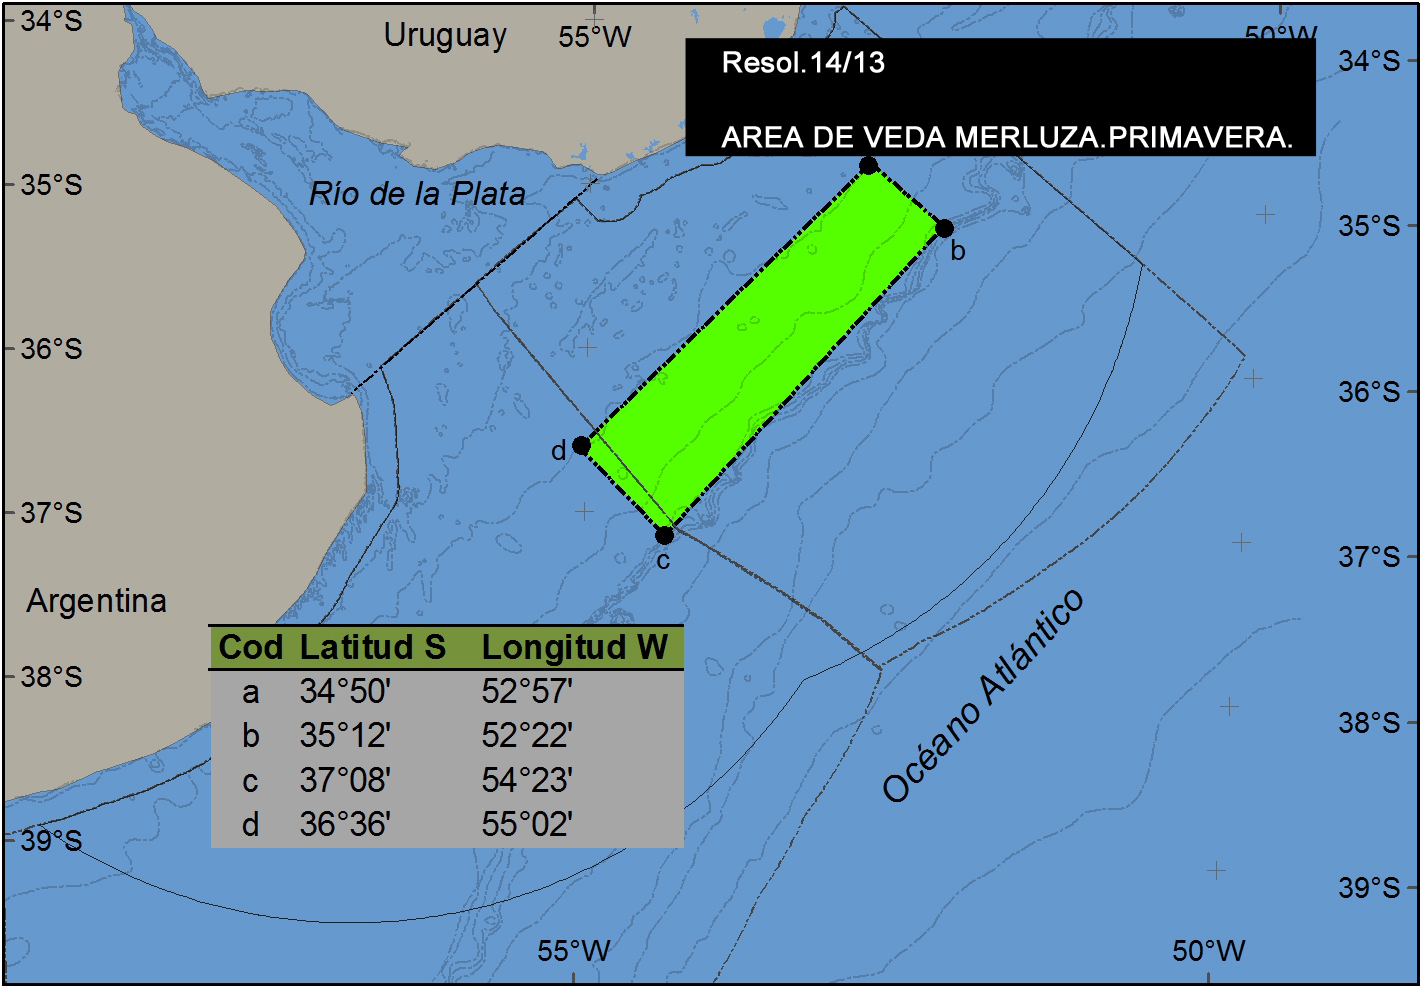 34°S
Uruguay
55°W
50°W
Resol.14/13
34°S
AREA DE VEDA MERLUZA.PRIMAVERA.
35°S
Río de la Plata
35°S
b
36°S
36°S
d
37°S
c
37°S
Argentina
Océano Atlántico
Cod Latitud S Longitud W
38°S
a 34°50' 52°57'
38°S
b 35°12' 52°22'
c 37°08' 54°23'
d 36°36' 55°02'
39°S
39°S
55°W
50°W